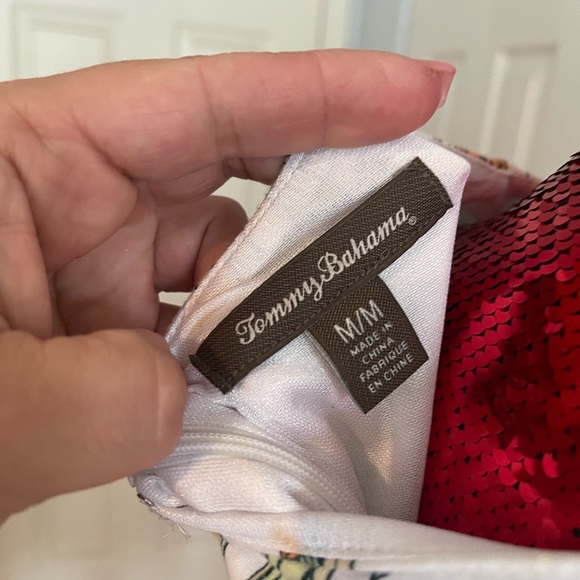 Tommy Bahama®
M/M
MADE IN
CHINA
FABRIQUE
EN CHINE